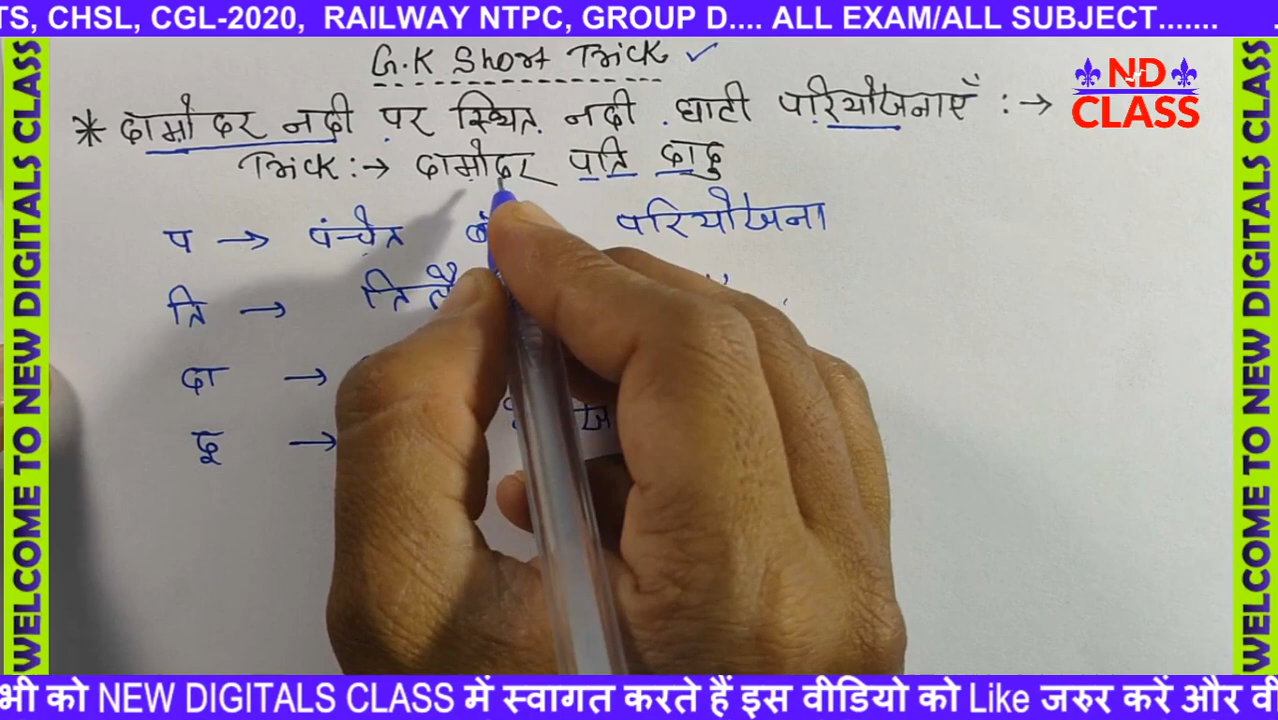 TS, CHSL, CGL-2020, RAILWAY NTPC, GROUP D.... ALL EXAM/ALL SUBJECT.......
G.K Short Trick ✓
ND CLASS
* दामोदर नदी पर स्थित नदी घाटी परियोजनाएँ :→
Trick :→ दामोदर पति दादु
प → पंचेत परियोजना
ति → तिलै
दा →
दू →
WELCOME TO NEW DIGITALS CLASS
WELCOME TO NEW DIGITALS CLASS
भी को NEW DIGITALS CLASS में स्वागत करते हैं इस वीडियो को Like जरुर करें और वी